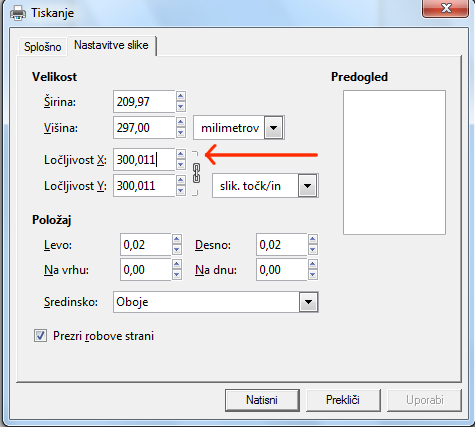 Tiskanje
Splošno Nastavitve slike
Velikost Predogled
Širina: 209,97
Višina: 297,00 milimetrov
Ločljivost X: 300,011
Ločljivost Y: 300,011 slik. točk/in
Položaj
Levo: 0,02 Desno: 0,02
Na vrhu: 0,00 Na dnu: 0,00
Sredinsko: Oboje
Prezri robove strani
Natisni Prekliči Uporabi